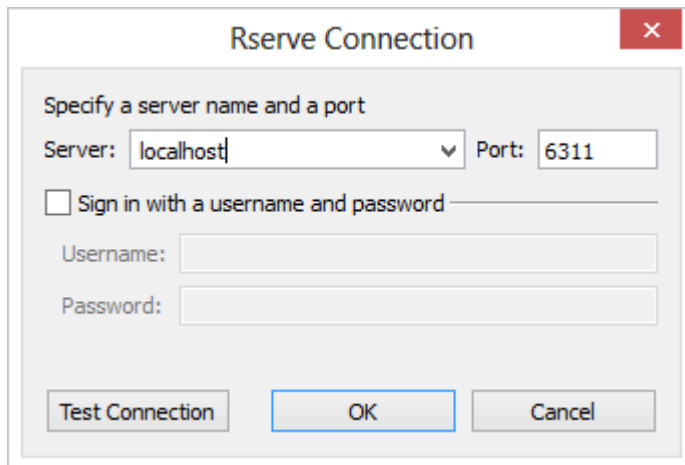 Rserve Connection
Specify a server name and a port
Server: localhost Port: 6311
Sign in with a username and password
Username:
Password:
Test Connection OK Cancel